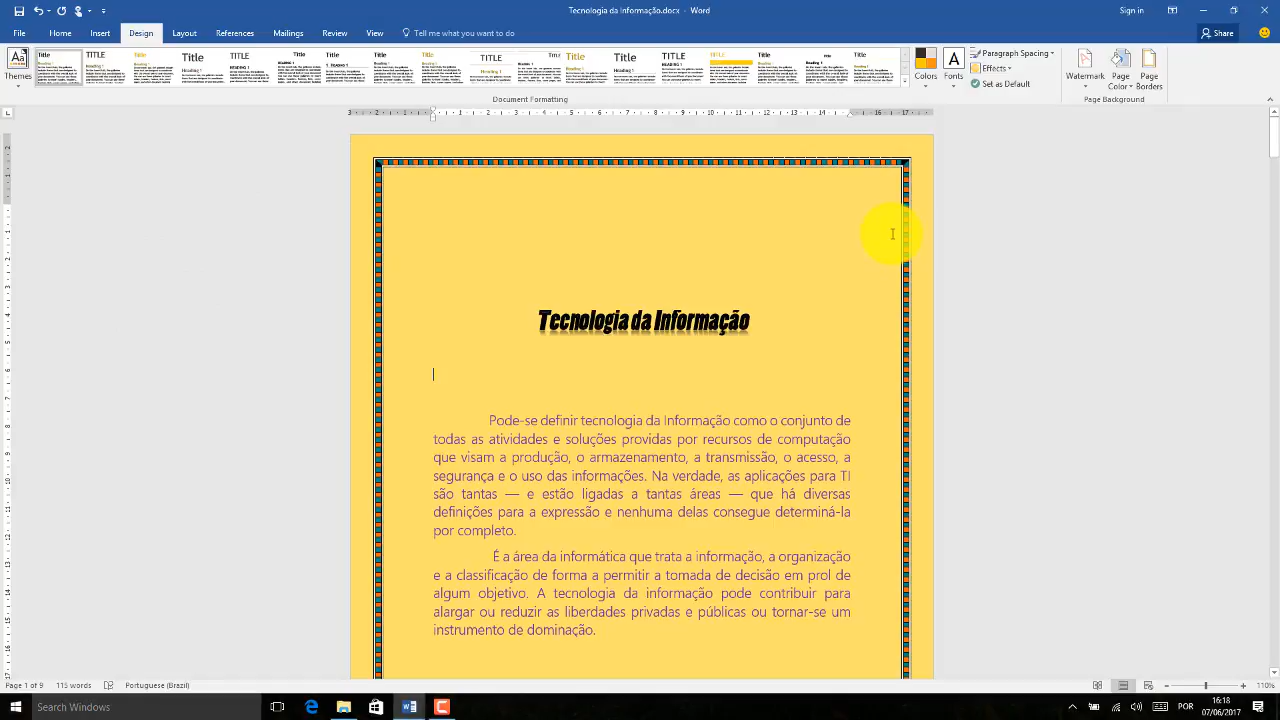 Tecnologia da Informação.docx - Word
Sign in
File Home Insert Design Layout References Mailings Review View Tell me what you want to do
Share
Colors Fonts
Paragraph Spacing
Effects
Set as Default
Watermark Page Color Page Borders
Document Formatting
Page Background
Tecnologia da Informação
Pode-se definir tecnologia da Informação como o conjunto de
todas as atividades e soluções providas por recursos de computação
que visam a produção, o armazenamento, a transmissão, o acesso, a
segurança e o uso das informações. Na verdade, as aplicações para TI
são tantas — e estão ligadas a tantas áreas — que há diversas
definições para a expressão e nenhuma delas consegue determiná-la
por completo.
É a área da informática que trata a informação, a organização
e a classificação de forma a permitir a tomada de decisão em prol de
algum objetivo. A tecnologia da informação pode contribuir para
alargar ou reduzir as liberdades privadas e públicas ou tornar-se um
instrumento de dominação.
Page 1 of 9 115 words Portuguese (Brazil)
110%
Search Windows
POR
16:18
07/06/2017